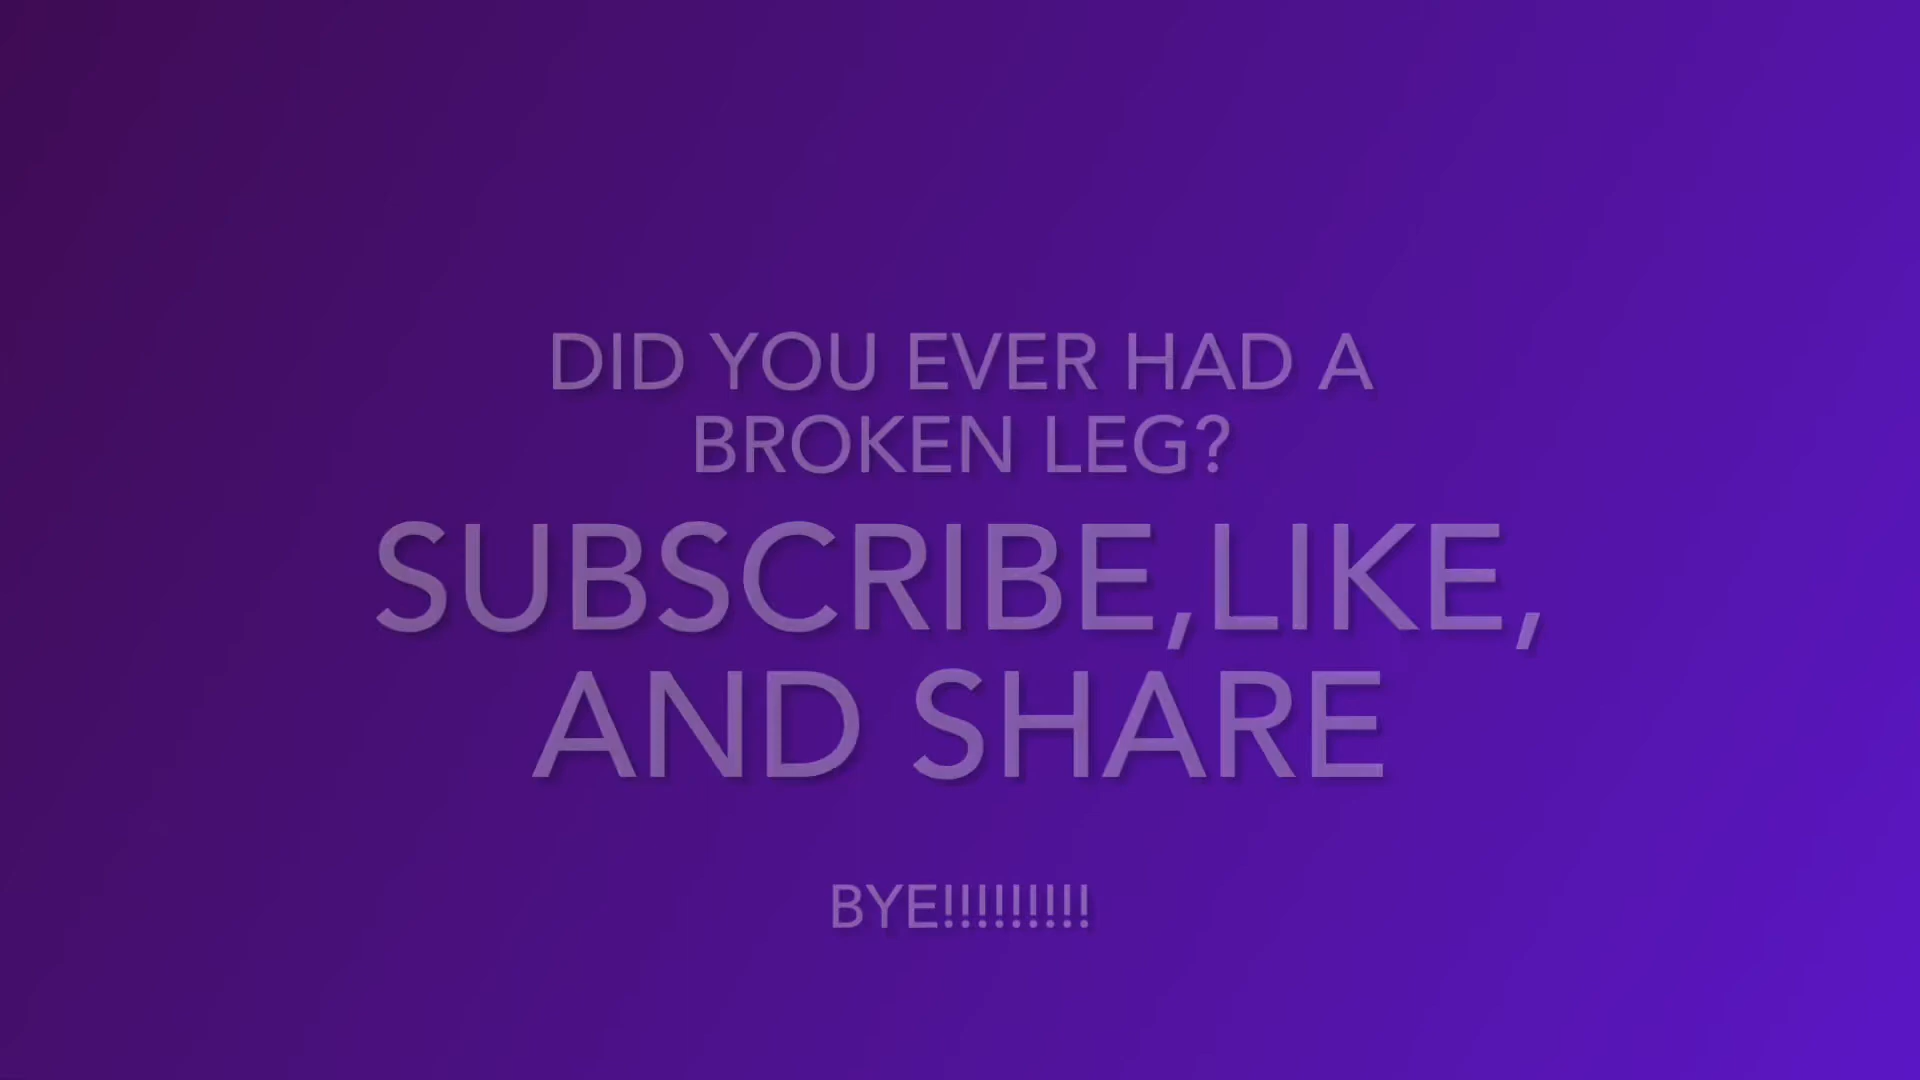 DID YOU EVER HAD A
BROKEN LEG?
SUBSCRIBE,LIKE,
AND SHARE
BYE!!!!!!!!!